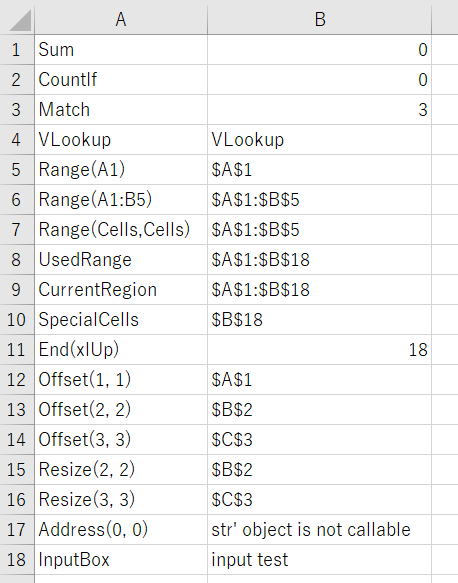 A B
1 Sum 0
2 CountIf 0
3 Match 3
4 VLookup VLookup
5 Range(A1) $A$1
6 Range(A1:B5) $A$1:$B$5
7 Range(Cells,Cells) $A$1:$B$5
8 UsedRange $A$1:$B$18
9 CurrentRegion $A$1:$B$18
10 SpecialCells $B$18
11 End(xlUp) 18
12 Offset(1, 1) $A$1
13 Offset(2, 2) $B$2
14 Offset(3, 3) $C$3
15 Resize(2, 2) $B$2
16 Resize(3, 3) $C$3
17 Address(0, 0) str' object is not callable
18 InputBox input test